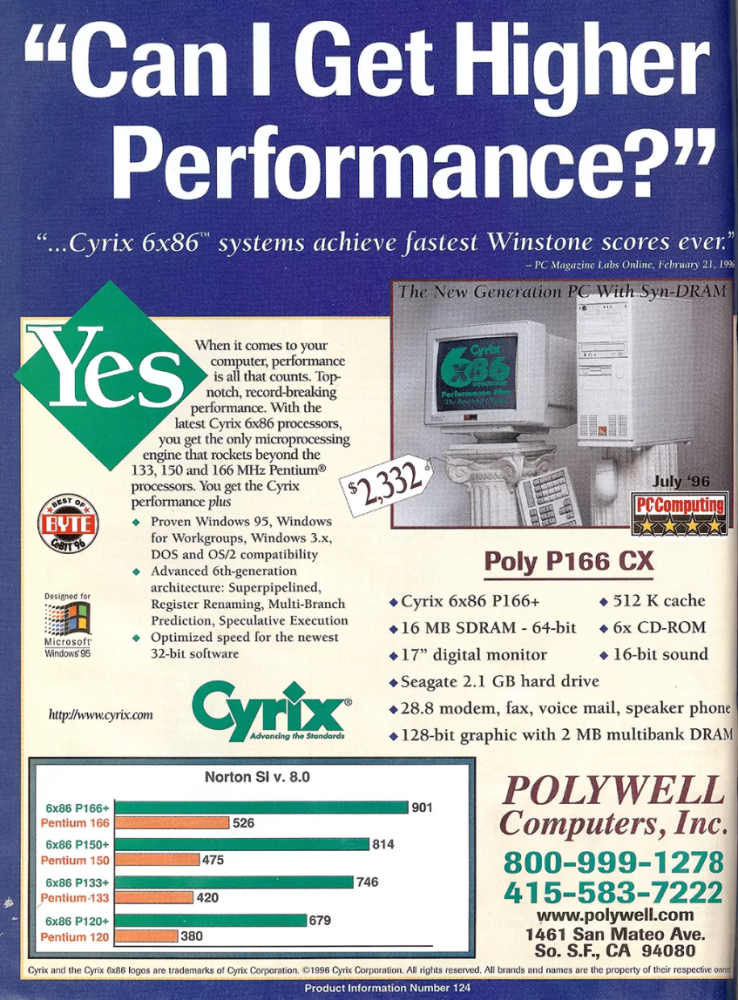 “Can I Get Higher
Performance?”
“...Cyrix 6x86™ systems achieve fastest Winstone scores ever.”
– PC Magazine Labs Online, February 21, 1996
The New Generation PC With Syn-DRAM
Yes
When it comes to your
computer, performance
is all that counts. Top-
notch, record-breaking
performance. With the
latest Cyrix 6x86 processors,
you get the only microprocessing
engine that rockets beyond the
133, 150 and 166 MHz Pentium®
processors. You get the Cyrix
performance plus
◆ Proven Windows 95, Windows
for Workgroups, Windows 3.x,
DOS and OS/2 compatibility
◆ Advanced 6th-generation
architecture: Superpipelined,
Register Renaming, Multi-Branch
Prediction, Speculative Execution
◆ Optimized speed for the newest
32-bit software
BEST OF
BYTE
CeBIT '96
Designed for
Microsoft
Windows 95
http://www.cyrix.com
Cyrix®
Advancing the Standards
Cyrix
6x86
Performance Plus
$2,332
July '96
PC Computing
Poly P166 CX
◆ Cyrix 6x86 P166+
◆ 512 K cache
◆ 16 MB SDRAM - 64-bit
◆ 6x CD-ROM
◆ 17” digital monitor
◆ 16-bit sound
◆ Seagate 2.1 GB hard drive
◆ 28.8 modem, fax, voice mail, speaker phone
◆ 128-bit graphic with 2 MB multibank DRAM
Norton SI v. 8.0
6x86 P166+ 901
Pentium 166 526
6x86 P150+ 814
Pentium 150 475
6x86 P133+ 746
Pentium-133 420
6x86 P120+ 679
Pentium 120 380
POLYWELL
Computers, Inc.
800-999-1278
415-583-7222
www.polywell.com
1461 San Mateo Ave.
So. S.F., CA 94080
Cyrix and the Cyrix 6x86 logos are trademarks of Cyrix Corporation. ©1996 Cyrix Corporation. All rights reserved. All brands and names are the property of their respective
Product Information Number 124